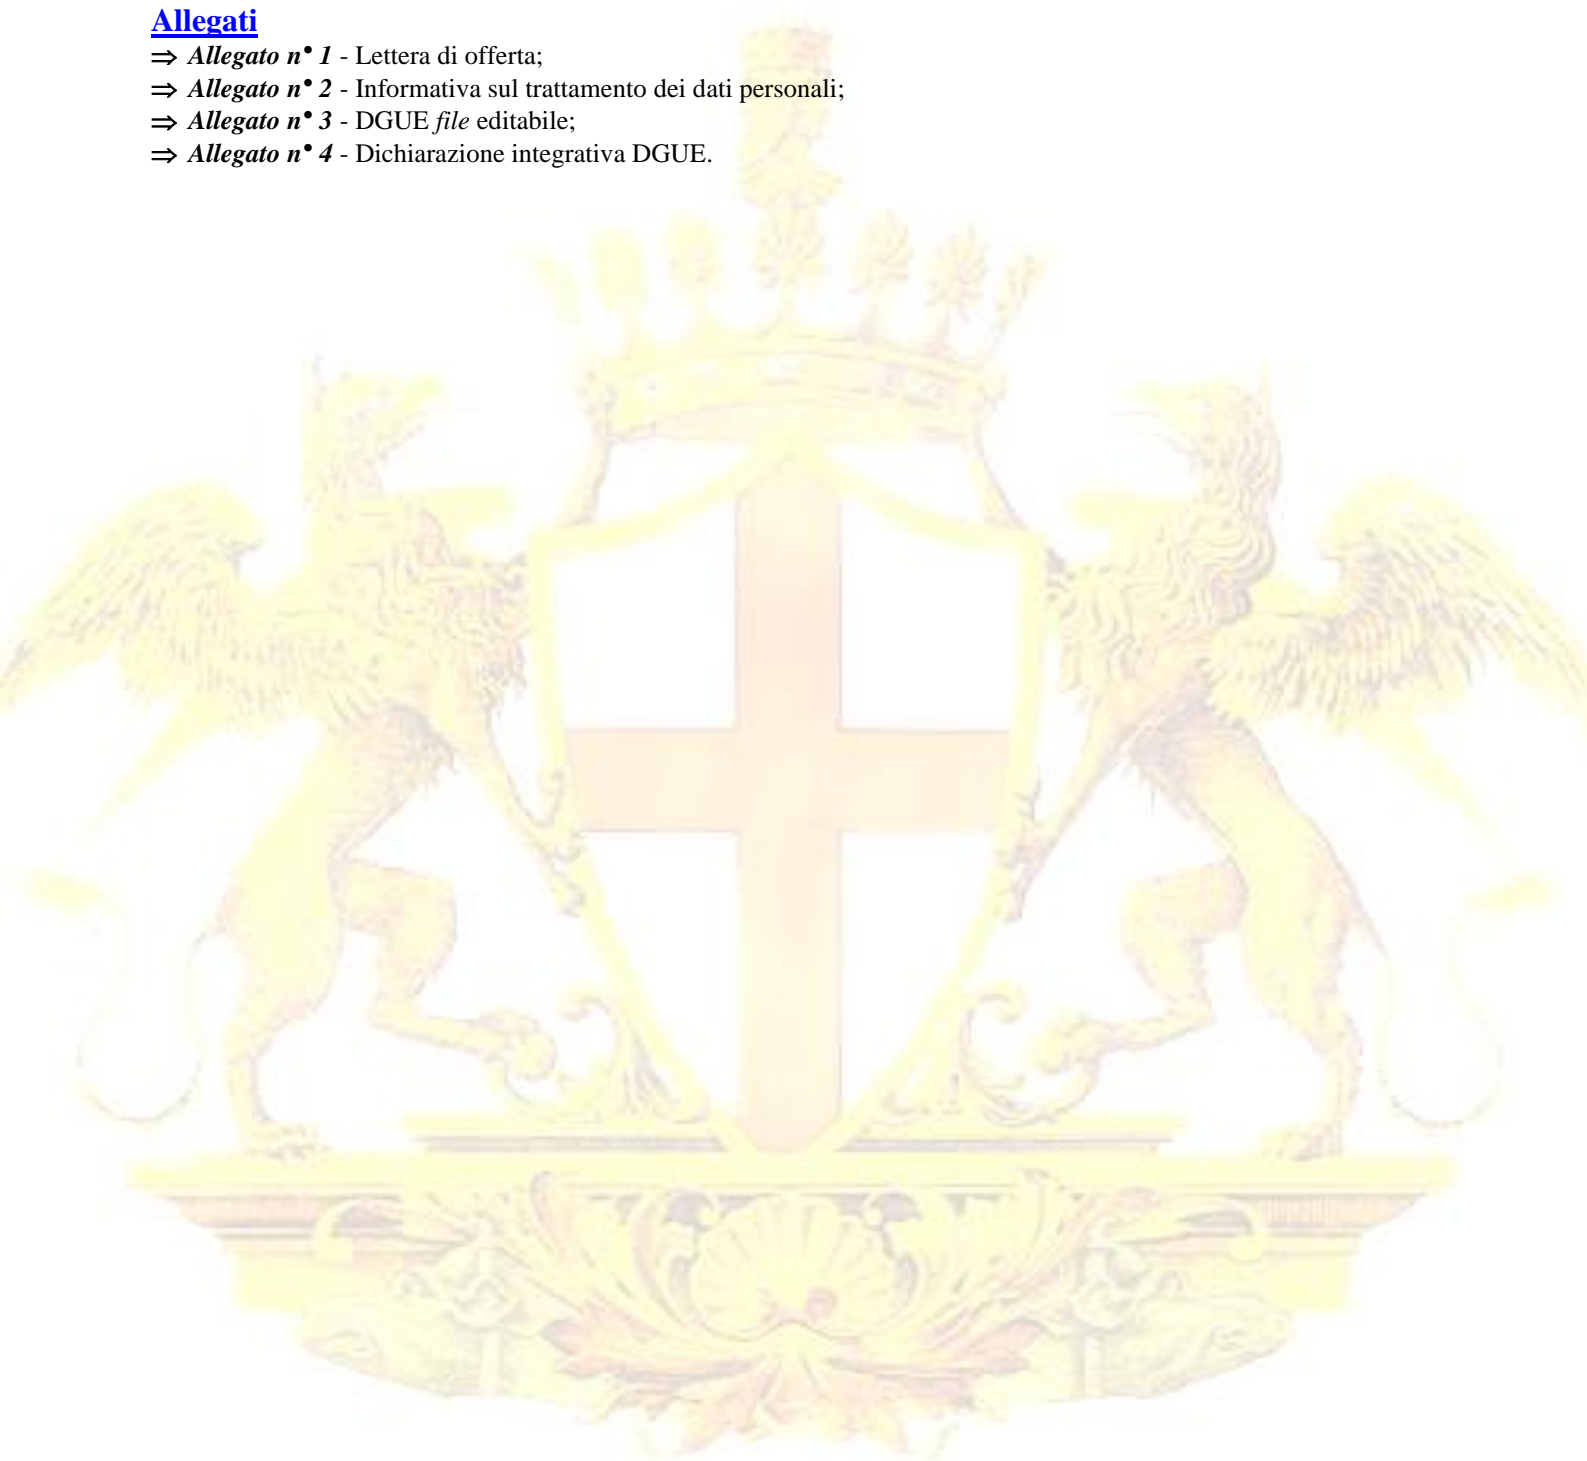 Allegati
⇒ Allegato n° 1 - Lettera di offerta;
⇒ Allegato n° 2 - Informativa sul trattamento dei dati personali;
⇒ Allegato n° 3 - DGUE file editabile;
⇒ Allegato n° 4 - Dichiarazione integrativa DGUE.